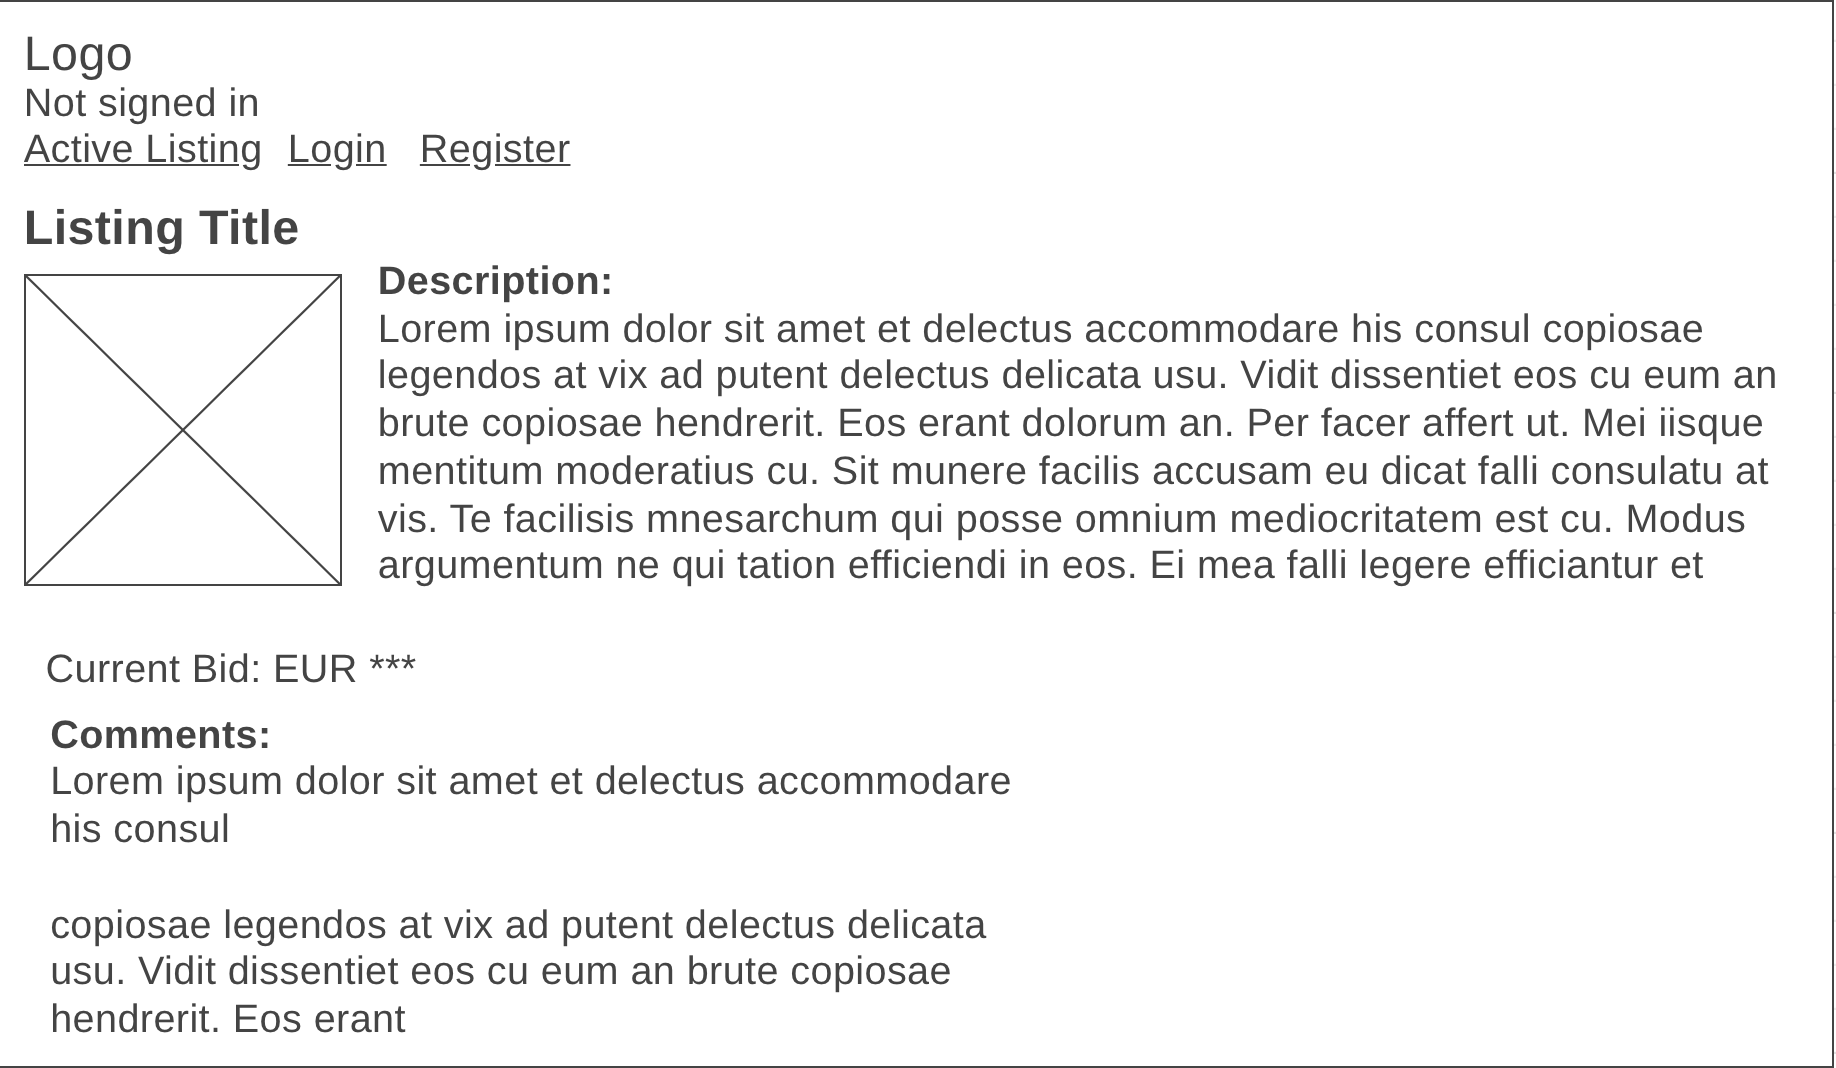 Logo
Not signed in
Active Listing Login Register
Listing Title
Description:
Lorem ipsum dolor sit amet et delectus accommodare his consul copiosae
legendos at vix ad putent delectus delicata usu. Vidit dissentiet eos cu eum an
brute copiosae hendrerit. Eos erant dolorum an. Per facer affert ut. Mei iisque
mentitum moderatius cu. Sit munere facilis accusam eu dicat falli consulatu at
vis. Te facilisis mnesarchum qui posse omnium mediocritatem est cu. Modus
argumentum ne qui tation efficiendi in eos. Ei mea falli legere efficiantur et
Current Bid: EUR ***
Comments:
Lorem ipsum dolor sit amet et delectus accommodare
his consul
copiosae legendos at vix ad putent delectus delicata
usu. Vidit dissentiet eos cu eum an brute copiosae
hendrerit. Eos erant